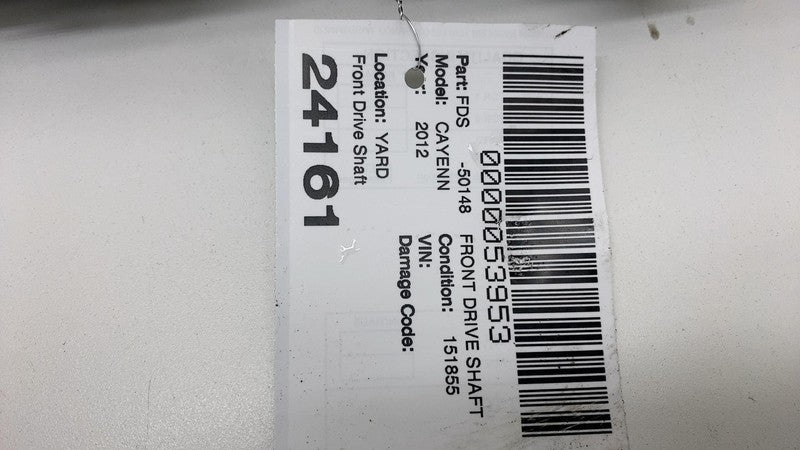 0000053953
Part: FDS -50148 FRONT DRIVE SHAFT
Model: CAYENN Condition: 151855
Year: 2012 VIN:
Damage Code:
Location: YARD
Front Drive Shaft
24161